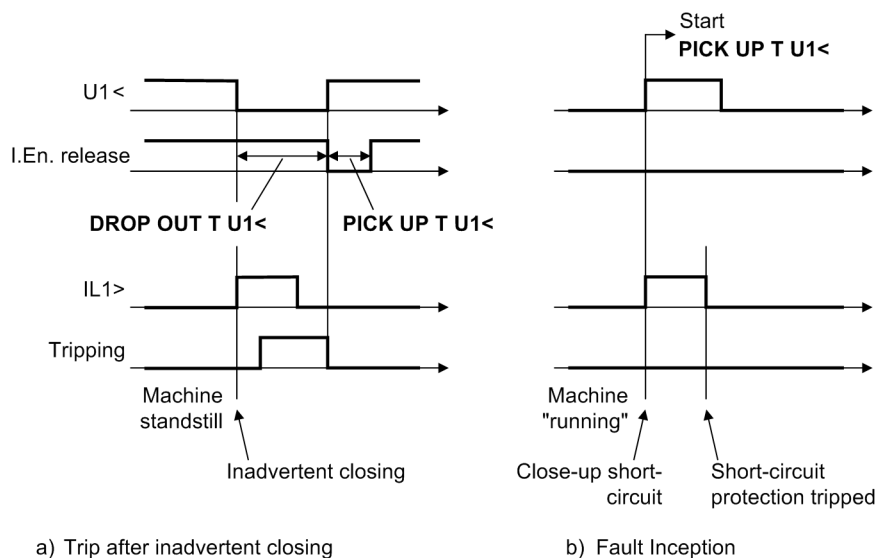 Start
PICK UP T U1<
U1<
I.En. release
DROP OUT T U1<
PICK UP T U1<
IL1>
Tripping
Machine
standstill
Inadvertent closing
Machine
"running"
Close-up short-
circuit
Short-circuit
protection tripped
a) Trip after inadvertent closing
b) Fault Inception